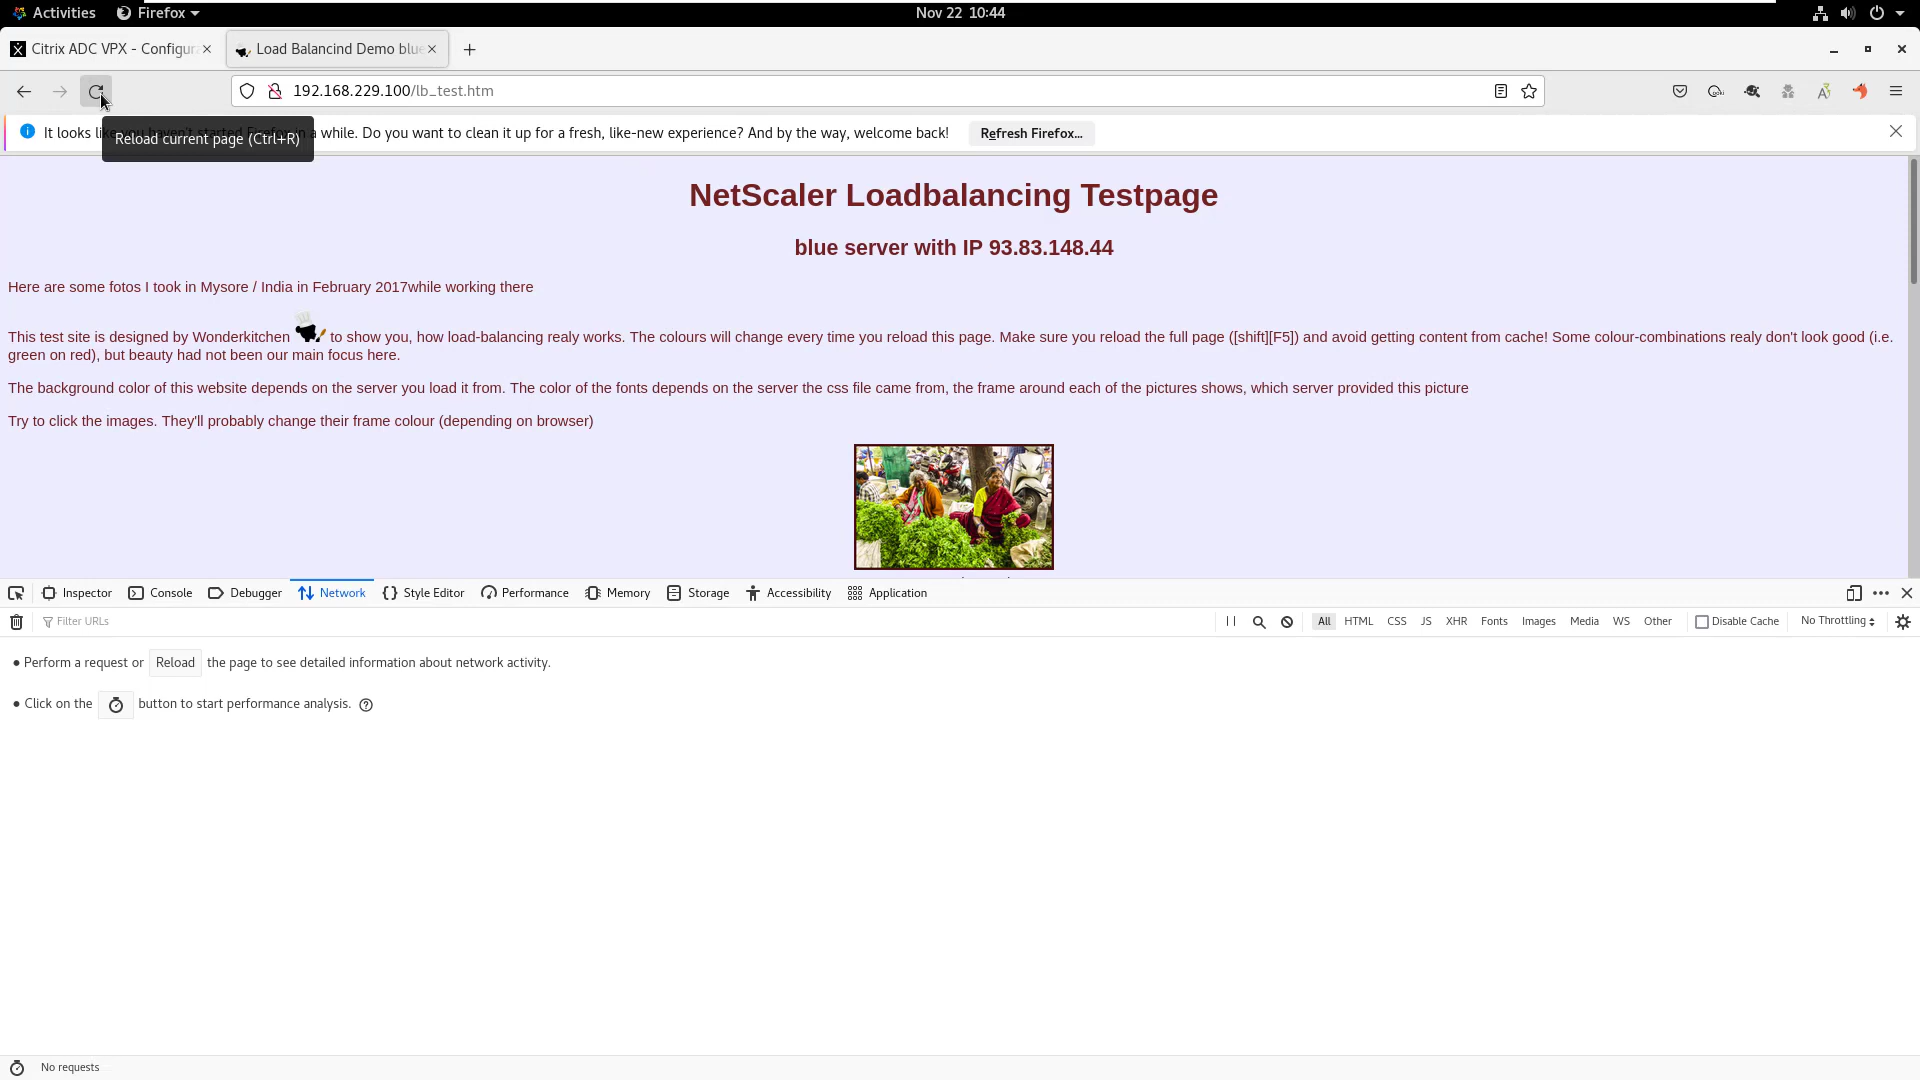 Activities Firefox Nov 22 10:44
Citrix ADC VPX - Configur Load Balancind Demo blue
192.168.229.100/lb_test.htm
It looks li in a while. Do you want to clean it up for a fresh, like-new experience? And by the way, welcome back! Refresh Firefox...
Reload current page (Ctrl+R)
NetScaler Loadbalancing Testpage
blue server with IP 93.83.148.44
Here are some fotos I took in Mysore / India in February 2017while working there
This test site is designed by Wonderkitchen to show you, how load-balancing realy works. The colours will change every time you reload this page. Make sure you reload the full page ([shift][F5]) and avoid getting content from cache! Some colour-combinations realy don't look good (i.e.
green on red), but beauty had not been our main focus here.
The background color of this website depends on the server you load it from. The color of the fonts depends on the server the css file came from, the frame around each of the pictures shows, which server provided this picture
Try to click the images. They'll probably change their frame colour (depending on browser)
Inspector Console Debugger Network Style Editor Performance Memory Storage Accessibility Application
Filter URLs All HTML CSS JS XHR Fonts Images Media WS Other Disable Cache No Throttling
• Perform a request or Reload the page to see detailed information about network activity.
• Click on the button to start performance analysis.
No requests